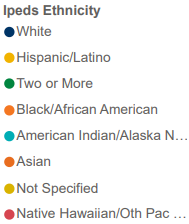 Ipeds Ethnicity
White
Hispanic/Latino
Two or More
Black/African American
American Indian/Alaska N...
Asian
Not Specified
Native Hawaiian/Oth Pac ...